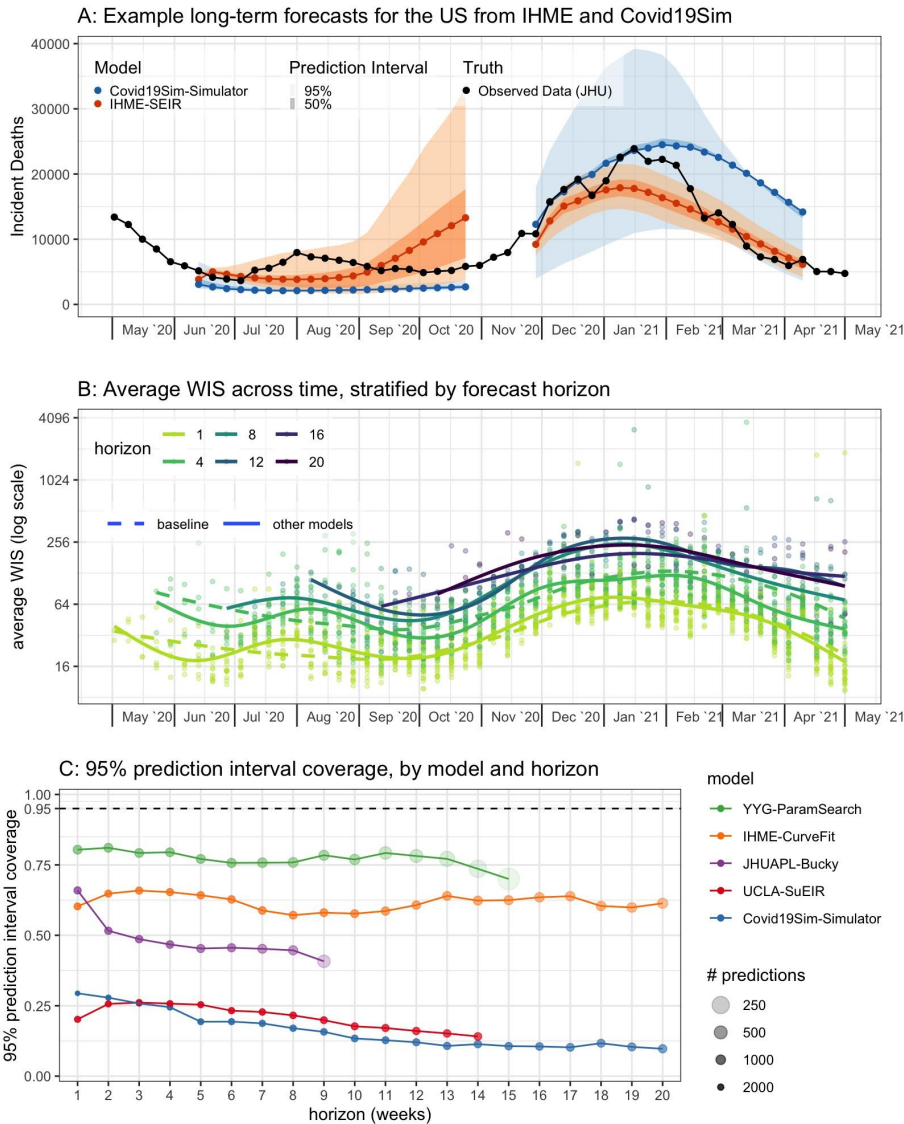 A: Example long-term forecasts for the US from IHME and Covid19Sim
Incident Deaths
40000
30000
20000
10000
0
Model
Covid19Sim-Simulator
IHME-SEIR
Prediction Interval
95%
50%
Truth
Observed Data (JHU)
May `20 Jun `20 Jul `20 Aug `20 Sep `20 Oct `20 Nov `20 Dec `20 Jan `21 Feb `21 Mar `21 Apr `21 May `21
B: Average WIS across time, stratified by forecast horizon
average WIS (log scale)
4096
1024
256
64
16
horizon
1 8 16
4 12 20
baseline other models
May `20 Jun `20 Jul `20 Aug `20 Sep `20 Oct `20 Nov `20 Dec `20 Jan `21 Feb `21 Mar `21 Apr `21 May `21
C: 95% prediction interval coverage, by model and horizon
95% prediction interval coverage
1.00
0.95
0.75
0.50
0.25
0.00
1 2 3 4 5 6 7 8 9 10 11 12 13 14 15 16 17 18 19 20
horizon (weeks)
model
YYG-ParamSearch
IHME-CurveFit
JHUAPL-Bucky
UCLA-SuEIR
Covid19Sim-Simulator
# predictions
250
500
1000
2000